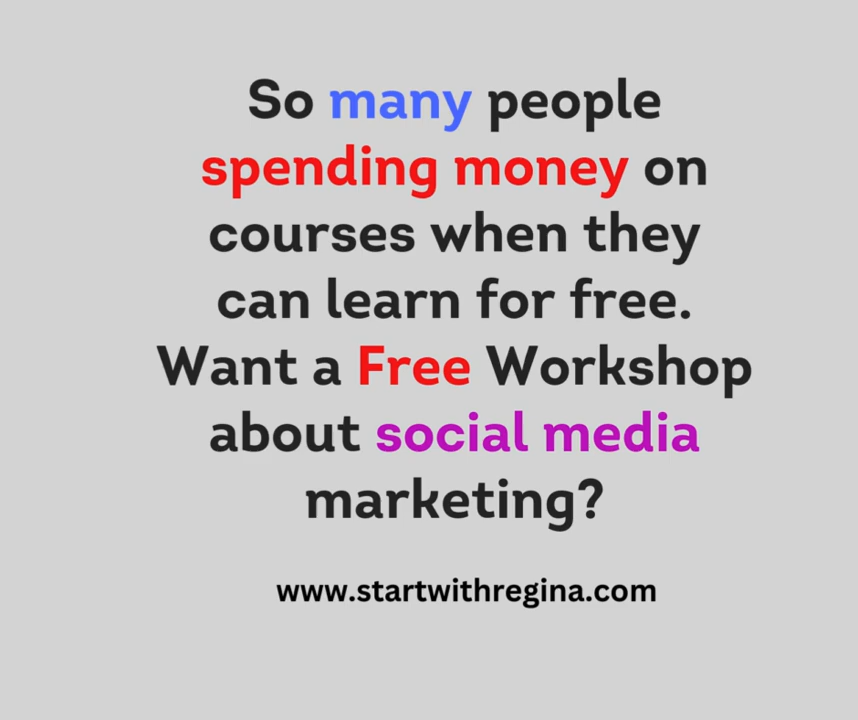 So many people
spending money on
courses when they
can learn for free.
Want a Free Workshop
about social media
marketing?
www.startwithregina.com